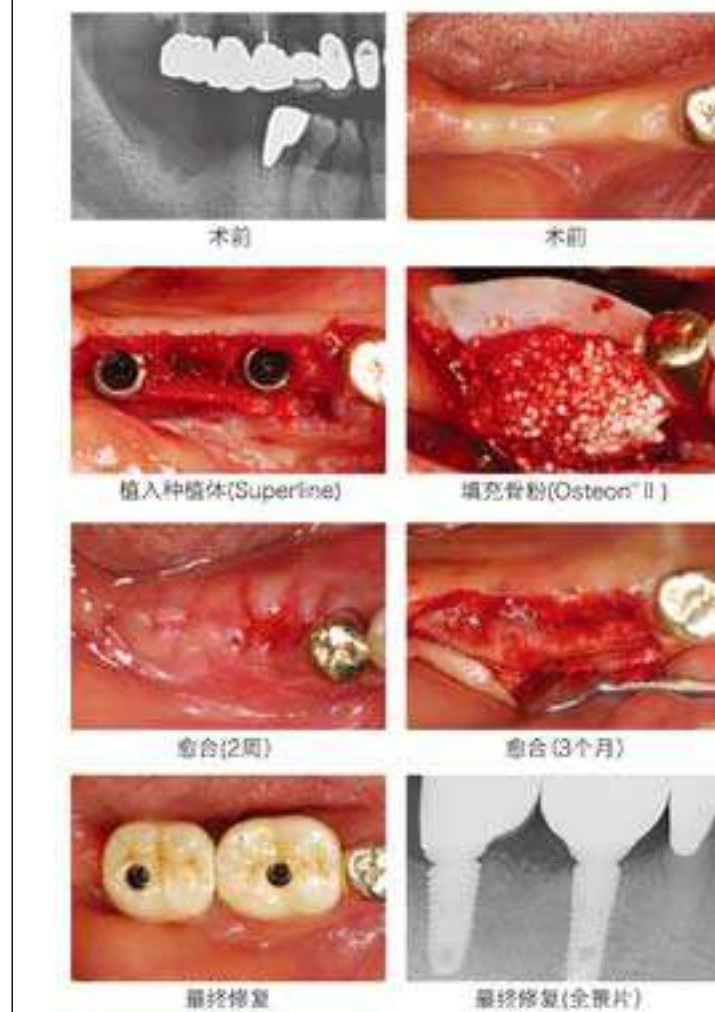 术前
术前
植入种植体(Superline)
填充骨粉(Osteon™ II)
愈合(2周)
愈合(3个月)
最终修复
最终修复(全景片)